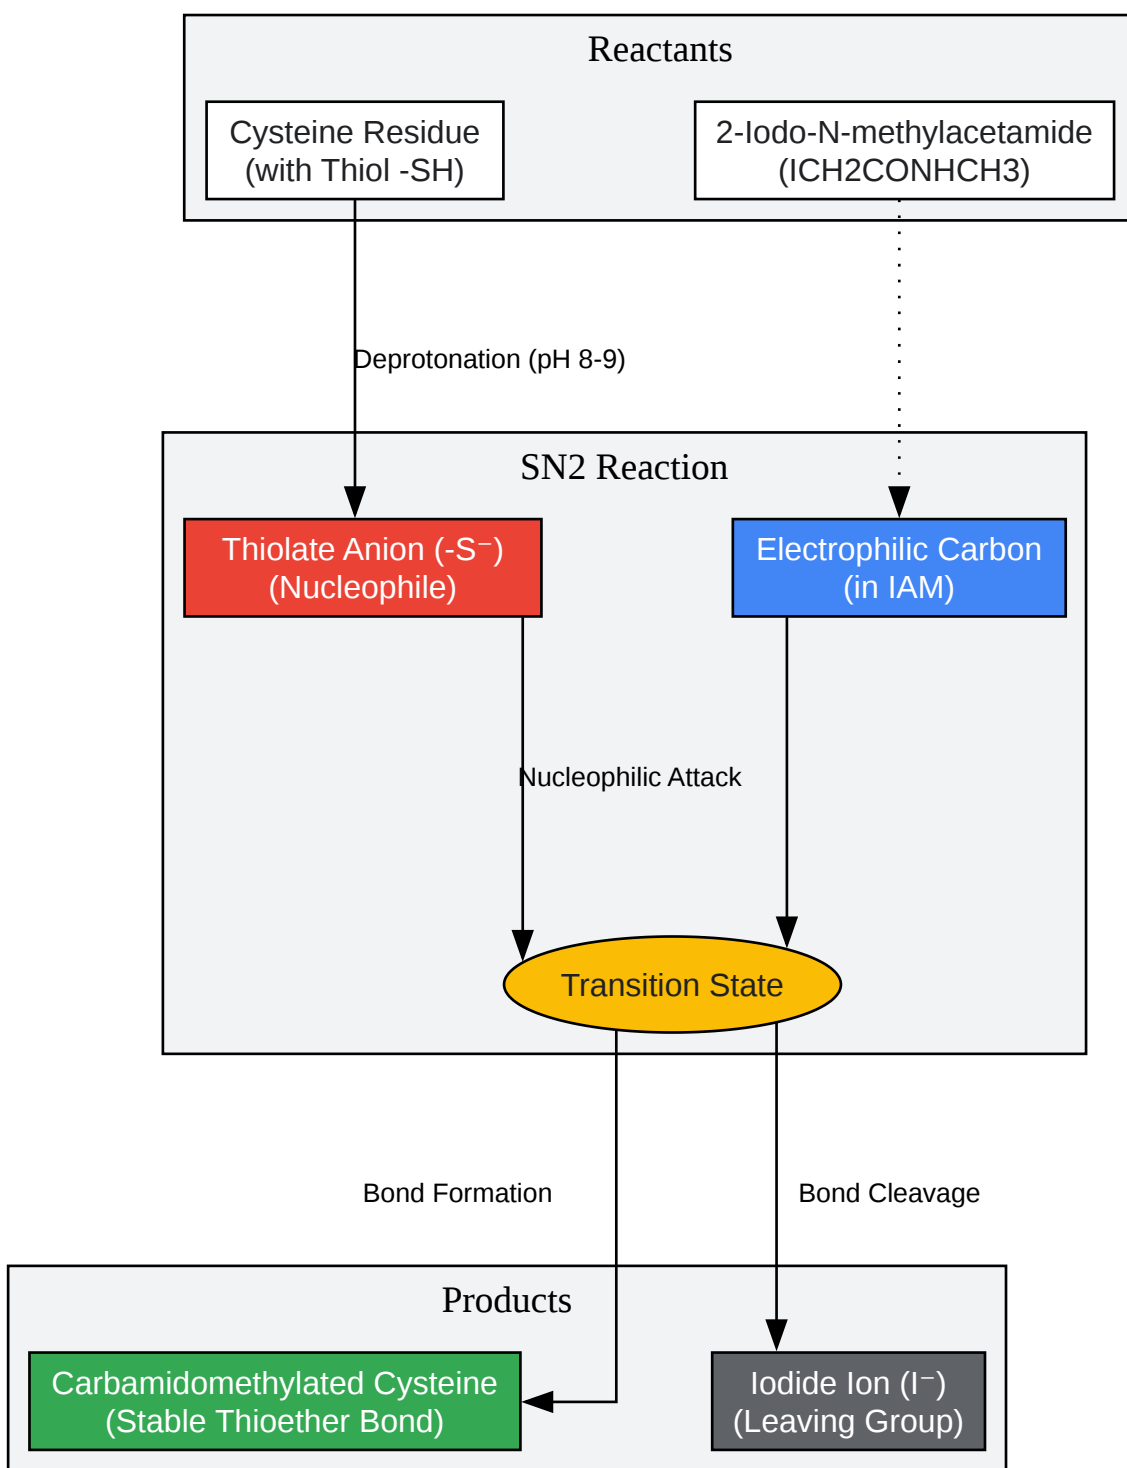 Reactants
Cysteine Residue
(with Thiol -SH)
2-Iodo-N-methylacetamide
(ICH2CONHCH3)
Deprotonation (pH 8-9)
SN2 Reaction
Thiolate Anion (-S⁻)
(Nucleophile)
Electrophilic Carbon
(in IAM)
Nucleophilic Attack
Transition State
Bond Formation
Bond Cleavage
Products
Carbamidomethylated Cysteine
(Stable Thioether Bond)
Iodide Ion (I⁻)
(Leaving Group)